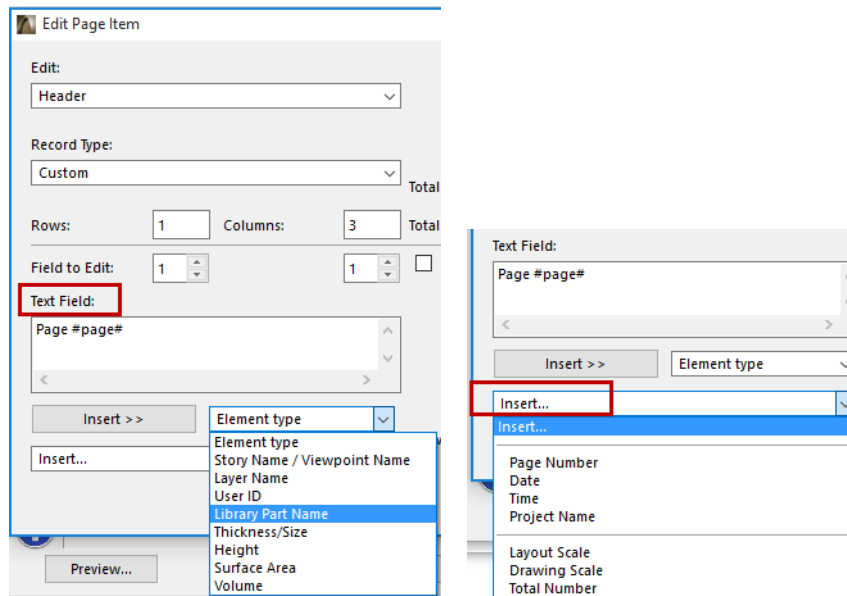 Edit Page Item
Edit:
Header
Record Type:
Custom
Total
Rows: 1 Columns: 3 Total
Field to Edit: 1 1
Text Field:
Page #page#
Insert >> Element type
Element type
Story Name / Viewpoint Name
Insert...
Layer Name
User ID
Library Part Name
Thickness/Size
Height
Surface Area
Volume
Preview...
Text Field:
Page #page#
Insert >> Element type
Insert...
Insert...
Page Number
Date
Time
Project Name
Layout Scale
Drawing Scale
Total Number